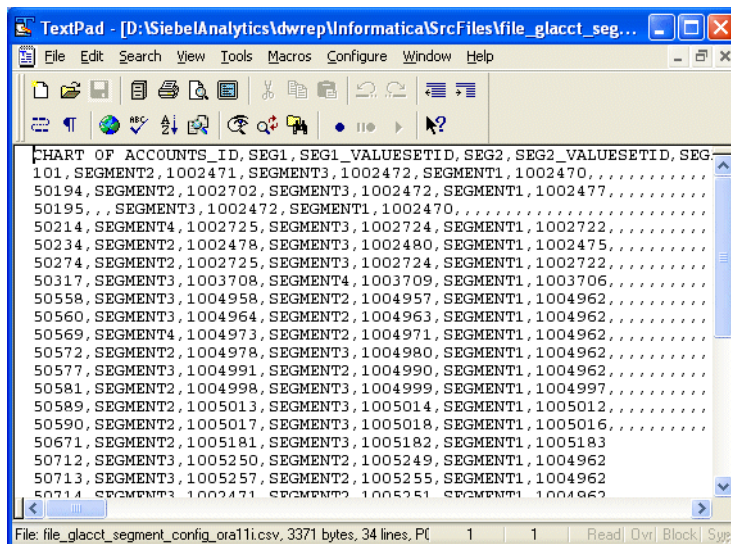 TextPad - [D:\SiebelAnalytics\dwrep\Informatica\SrcFiles\file_glacct_seg...
File Edit Search View Tools Macros Configure Window Help
CHART OF ACCOUNTS_ID,SEG1,SEG1_VALUESETID,SEG2,SEG2_VALUESETID,SEG
101,SEGMENT2,1002471,SEGMENT3,1002472,SEGMENT1,1002470,,,,,,,,,,,
50194,SEGMENT2,1002702,SEGMENT3,1002472,SEGMENT1,1002477,,,,,,,,,
50195,,,SEGMENT3,1002472,SEGMENT1,1002470,,,,,,,,,,,,,,,,,,,,,,,
50214,SEGMENT4,1002725,SEGMENT3,1002724,SEGMENT1,1002722,,,,,,,,,
50234,SEGMENT2,1002478,SEGMENT3,1002480,SEGMENT1,1002475,,,,,,,,,
50274,SEGMENT2,1002725,SEGMENT3,1002724,SEGMENT1,1002722,,,,,,,,,
50317,SEGMENT3,1003708,SEGMENT4,1003709,SEGMENT1,1003706,,,,,,,,,
50558,SEGMENT3,1004958,SEGMENT2,1004957,SEGMENT1,1004962,,,,,,,,,
50560,SEGMENT3,1004964,SEGMENT2,1004963,SEGMENT1,1004962,,,,,,,,,
50569,SEGMENT4,1004973,SEGMENT2,1004971,SEGMENT1,1004962,,,,,,,,,
50572,SEGMENT2,1004978,SEGMENT3,1004980,SEGMENT1,1004962,,,,,,,,,
50577,SEGMENT3,1004991,SEGMENT2,1004990,SEGMENT1,1004962,,,,,,,,,
50581,SEGMENT2,1004998,SEGMENT3,1004999,SEGMENT1,1004997,,,,,,,,,
50589,SEGMENT2,1005013,SEGMENT3,1005014,SEGMENT1,1005012,,,,,,,,,
50590,SEGMENT2,1005017,SEGMENT3,1005018,SEGMENT1,1005016,,,,,,,,,
50671,SEGMENT2,1005181,SEGMENT3,1005182,SEGMENT1,1005183
50712,SEGMENT3,1005250,SEGMENT2,1005249,SEGMENT1,1004962
50713,SEGMENT3,1005257,SEGMENT2,1005255,SEGMENT1,1004962
50714,SEGMENT3,1002471,SEGMENT2,1005251,SEGMENT1,1004962
File: file_glacct_segment_config_ora11i.csv, 3371 bytes, 34 lines, PC 1 1 Read Ovr Block Syn